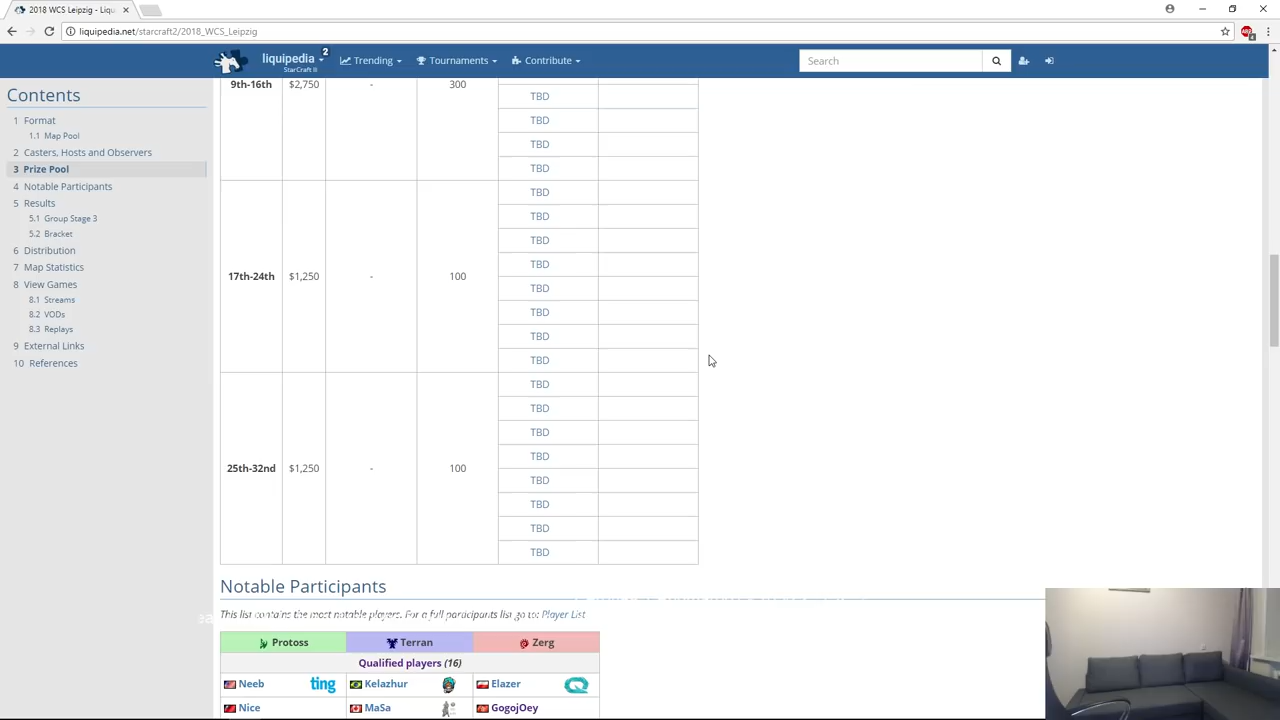 2018 WCS Leipzig - Liqu
liquipedia.net/starcraft2/2018_WCS_Leipzig
liquipedia 2
StarCraft II
Trending
Tournaments
Contribute
Search
Contents
1 Format
1.1 Map Pool
2 Casters, Hosts and Observers
3 Prize Pool
4 Notable Participants
5 Results
5.1 Group Stage 3
5.2 Bracket
6 Distribution
7 Map Statistics
8 View Games
8.1 Streams
8.2 VODs
8.3 Replays
9 External Links
10 References
9th-16th $2,750 - 300
TBD
TBD
TBD
TBD
17th-24th $1,250 - 100
TBD
TBD
TBD
TBD
TBD
TBD
TBD
TBD
25th-32nd $1,250 - 100
TBD
TBD
TBD
TBD
TBD
TBD
TBD
TBD
Notable Participants
This list contains the most notable players. For a full participants list go to: Player List
Protoss Terran Zerg
Qualified players (16)
Neeb ting Kelazhur Elazer
Nice MaSa GogojOey